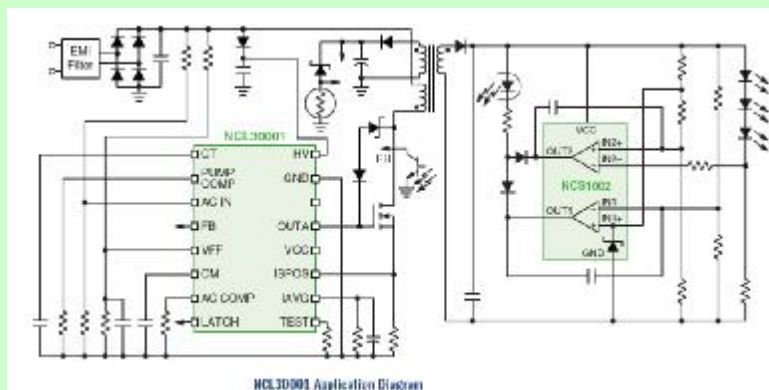 EMI
Filter
NCL30001
CT
HV
PUMP
COMP
GND
AC IN
FB
OUTA
VFF
VCC
CM
ISPOS
AC COMP
IAVG
LATCH
TEST
VCC
OUT2
IN2+
IN2-
NCS1002
OUT1
IN1+
GND
NCL30001 Application Diagram